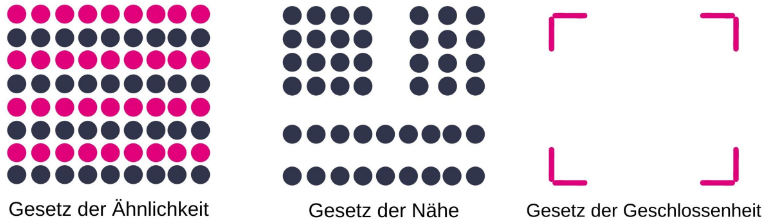 Gesetz der Ähnlichkeit
Gesetz der Nähe
Gesetz der Geschlossenheit